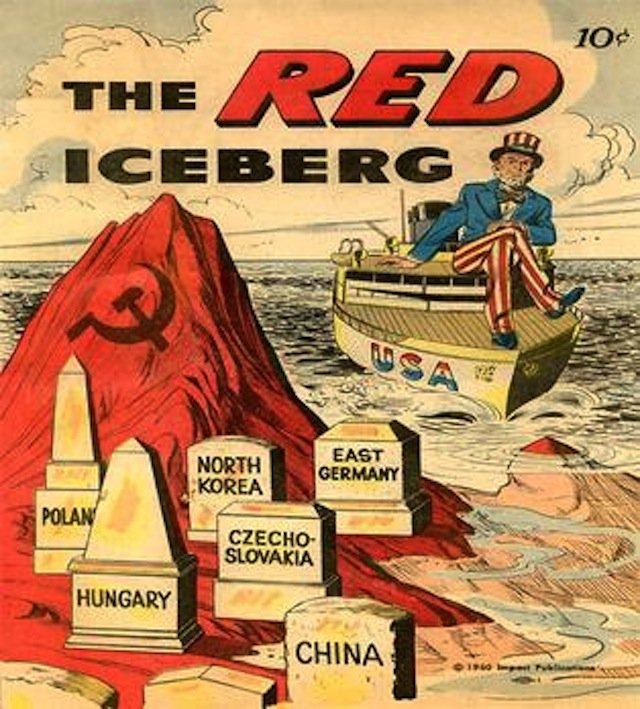 10¢
THE RED
ICEBERG
USA
NORTH
KOREA
EAST
GERMANY
POLAN
CZECHO-
SLOVAKIA
HUNGARY
CHINA
© 1960 Impact Publications